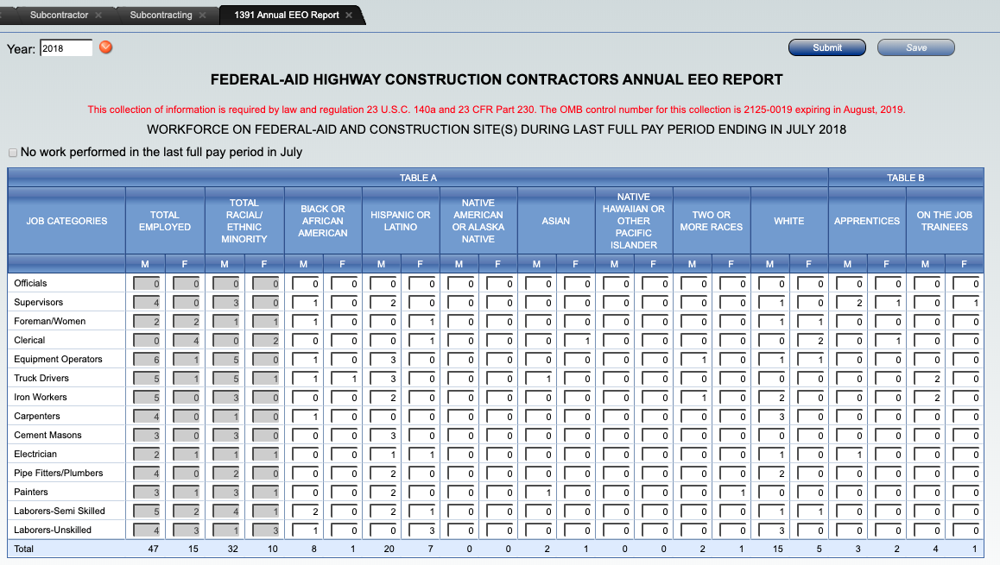 Subcontractor × Subcontracting × 1391 Annual EEO Report ×
Year: 2018 Submit Save
FEDERAL-AID HIGHWAY CONSTRUCTION CONTRACTORS ANNUAL EEO REPORT
This collection of information is required by law and regulation 23 U.S.C. 140a and 23 CFR Part 230. The OMB control number for this collection is 2125-0019 expiring in August, 2019.
WORKFORCE ON FEDERAL-AID AND CONSTRUCTION SITE(S) DURING LAST FULL PAY PERIOD ENDING IN JULY 2018
No work performed in the last full pay period in July
TABLE A TABLE B
JOB CATEGORIES
TOTAL
EMPLOYED
TOTAL
RACIAL/
ETHNIC
MINORITY
BlACK OR
AFRICAN
AMERICAN
HISPANIC OR
LATINO
NATIVE
AMERICAN
OR ALASKA
NATIVE
ASIAN
NATIVE
HAWAIIAN OR
OTHER
PACIFIC
ISLANDER
TWO OR
MORE RACES
WHITE
APPRENTICES
ON THE JOB
TRAINEES
M F M F M F M F M F M F M F M F M F M F M F
Officials 0 0 0 0 0 0 0 0 0 0 0 0 0 0 0 0 0 0 0 0 0 0
Supervisors 4 0 3 0 1 0 2 0 0 0 0 0 0 0 0 0 1 0 2 1 0 1
Foreman/Women 2 2 1 1 1 0 0 1 0 0 0 0 0 0 0 0 1 1 0 0 0 0
Clerical 0 4 0 2 0 0 0 1 0 0 0 1 0 0 0 0 0 2 0 1 0 0
Equipment Operators 6 1 5 0 1 0 3 0 0 0 0 0 0 0 1 0 1 1 0 0 0 0
Truck Drivers 5 1 5 1 1 1 3 0 0 0 1 0 0 0 0 0 0 0 0 0 2 0
Iron Workers 5 0 3 0 0 0 2 0 0 0 0 0 0 0 1 0 2 0 0 0 2 0
Carpenters 4 0 1 0 1 0 0 0 0 0 0 0 0 0 0 0 3 0 0 0 0 0
Cement Masons 3 0 3 0 0 0 3 0 0 0 0 0 0 0 0 0 0 0 0 0 0 0
Electrician 2 1 1 1 0 0 1 1 0 0 0 0 0 0 0 0 1 0 1 0 0 0
Pipe Fitters/Plumbers 4 0 2 0 0 0 2 0 0 0 0 0 0 0 0 0 2 0 0 0 0 0
Painters 3 1 3 1 0 0 2 0 0 0 1 0 0 0 0 1 0 0 0 0 0 0
Laborers-Semi Skilled 5 2 4 1 2 0 2 1 0 0 0 0 0 0 0 0 1 1 0 0 0 0
Laborers-Unskilled 4 3 1 3 1 0 0 3 0 0 0 0 0 0 0 0 3 0 0 0 0 0
Total 47 15 32 10 8 1 20 7 0 0 2 1 0 0 2 1 15 5 3 2 4 1